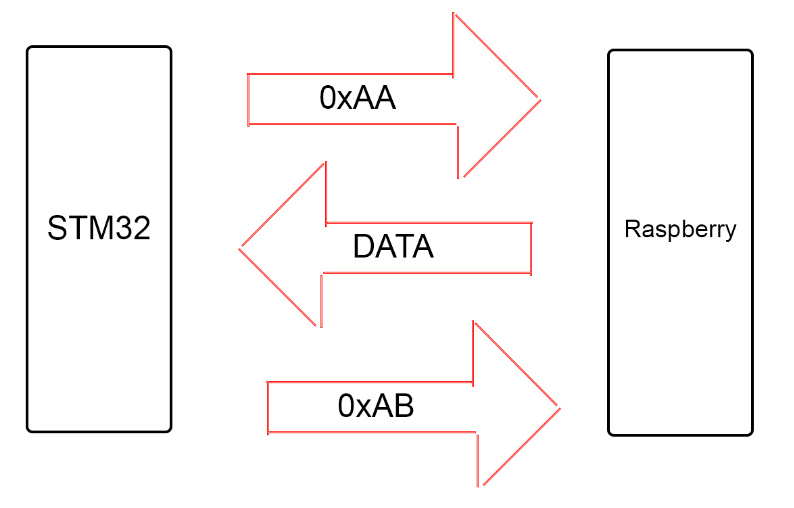 0xAA
STM32
DATA
Raspberry
0xAB